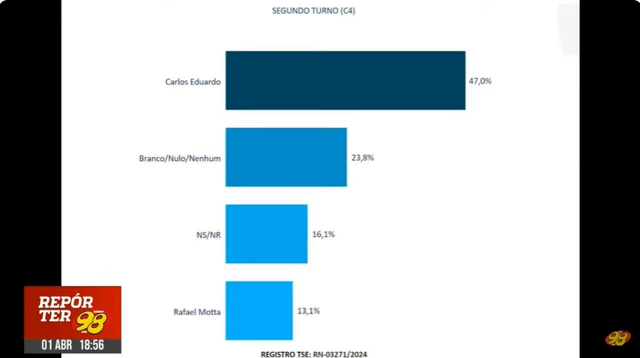 SEGUNDO TURNO (C4)
Carlos Eduardo 47,0%
Branco/Nulo/Nenhum 23,8%
NS/NR 16,1%
Rafael Motta 13,1%
REPÓR
TER 98
01 ABR 18:56
98
REGISTRO TSE: RN-03271/2024